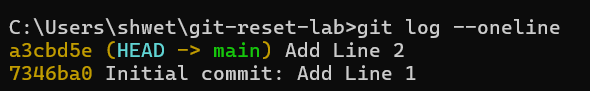 C:\Users\shwet\git-reset-lab>git log --oneline
a3cbd5e (HEAD -> main) Add Line 2
7346ba0 Initial commit: Add Line 1